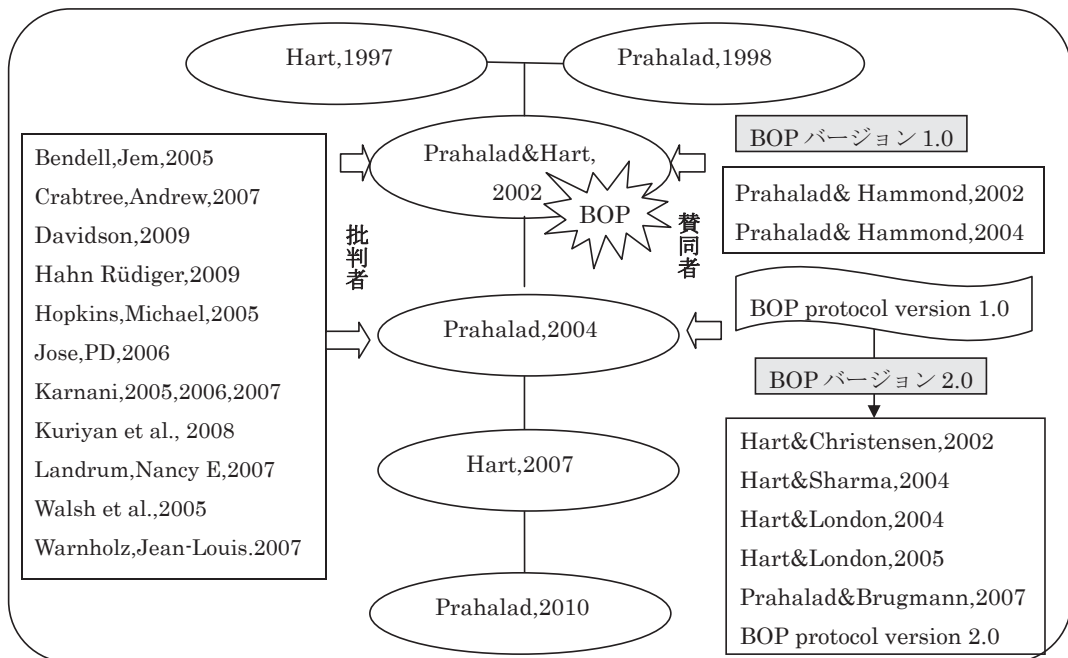 Hart,1997
Prahalad,1998
Prahalad&Hart,
2002
BOP
BOP バージョン 1.0
Bendell,Jem,2005
Crabtree,Andrew,2007
Davidson,2009
Hahn Rüdiger,2009
Hopkins,Michael,2005
Jose,PD,2006
Karnani,2005,2006,2007
Kuriyan et al., 2008
Landrum,Nancy E,2007
Walsh et al.,2005
Warnholz,Jean-Louis.2007
批判者
賛同者
Prahalad& Hammond,2002
Prahalad& Hammond,2004
Prahalad,2004
BOP protocol version 1.0
BOP バージョン 2.0
Hart,2007
Prahalad,2010
Hart&Christensen,2002
Hart&Sharma,2004
Hart&London,2004
Hart&London,2005
Prahalad&Brugmann,2007
BOP protocol version 2.0